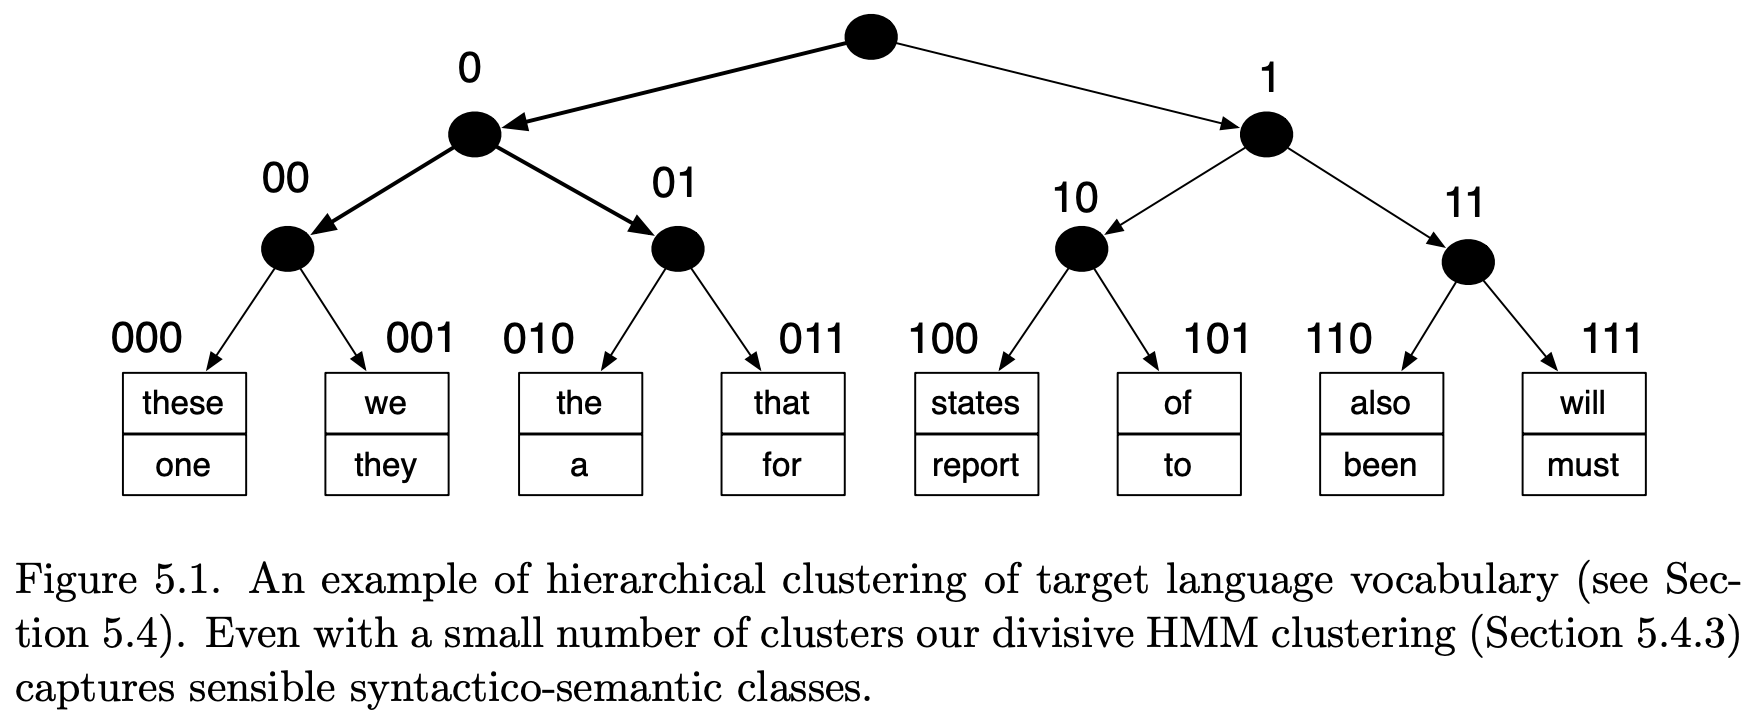 0
1
00
01
10
11
000
001
010
011
100
101
110
111
these
we
the
that
states
of
also
will
one
they
a
for
report
to
been
must
Figure 5.1. An example of hierarchical clustering of target language vocabulary (see Sec-
tion 5.4). Even with a small number of clusters our divisive HMM clustering (Section 5.4.3)
captures sensible syntactico-semantic classes.